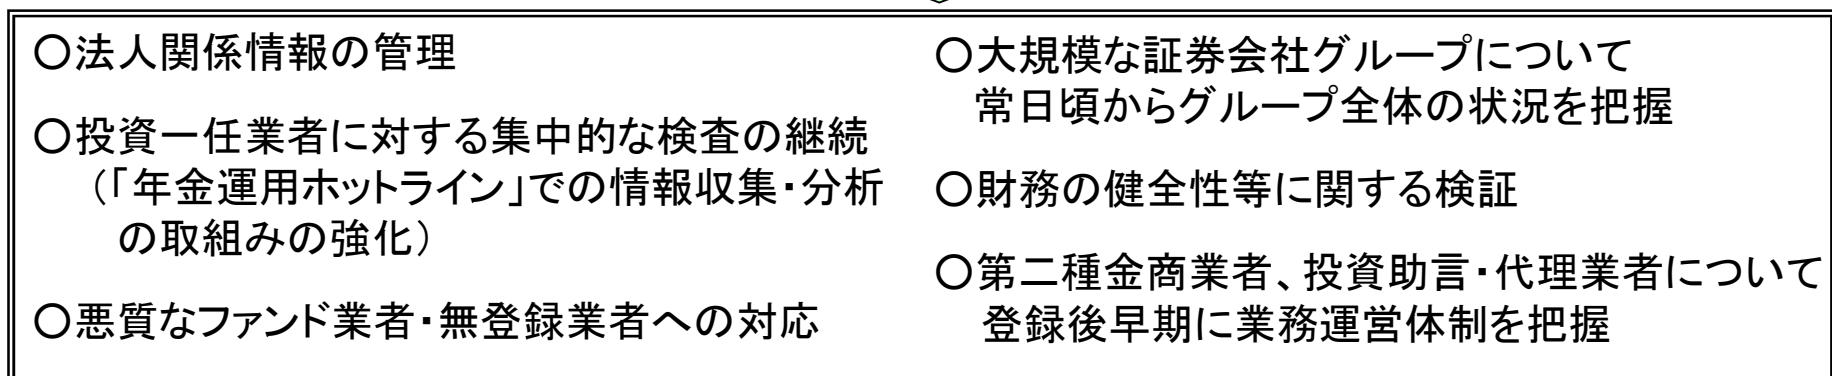 〇法人関係情報の管理
〇投資一任業者に対する集中的な検査の継続
（「年金運用ホットライン」での情報収集・分析
の取組みの強化）
〇悪質なファンド業者・無登録業者への対応
〇大規模な証券会社グループについて
常日頃からグループ全体の状況を把握
〇財務の健全性等に関する検証
〇第二種金商業者、投資助言・代理業者について
登録後早期に業務運営体制を把握